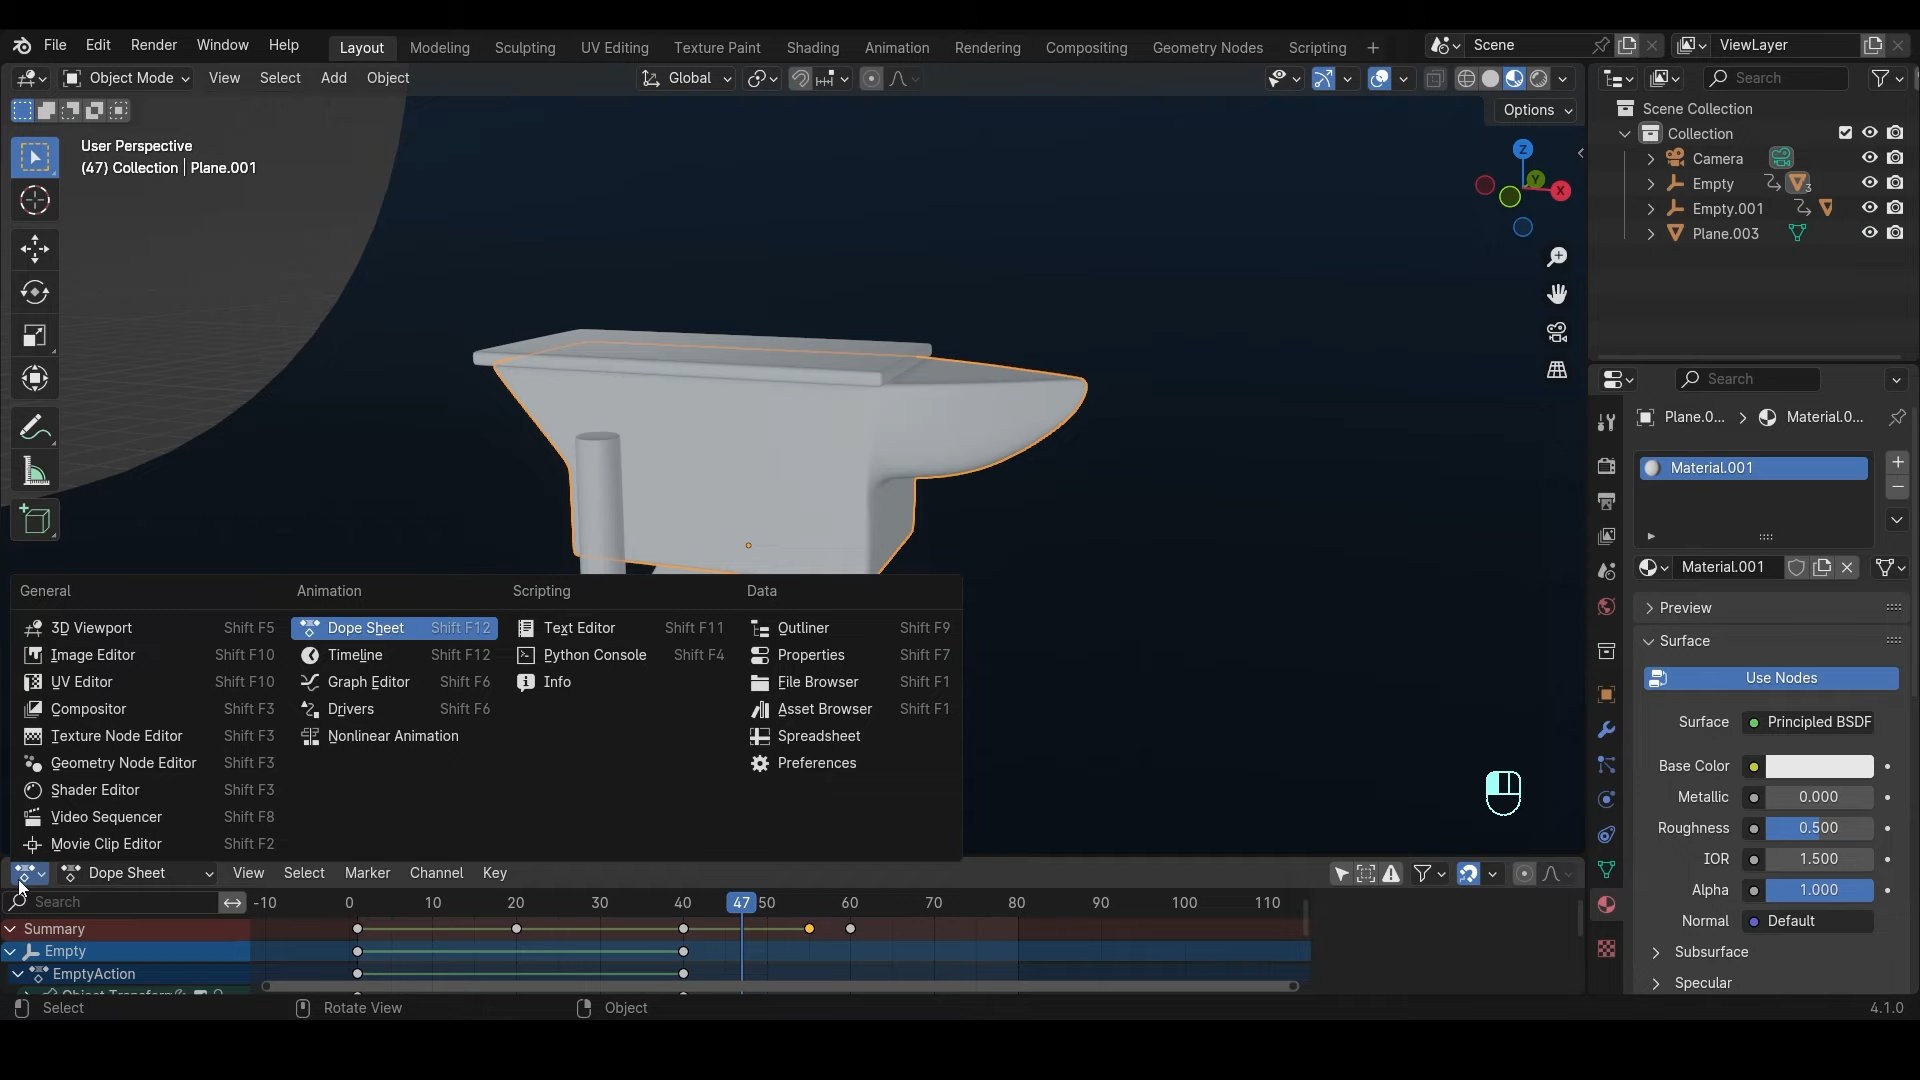 File Edit Render Window Help Layout Modeling Sculpting UV Editing Texture Paint Shading Animation Rendering Compositing Geometry Nodes Scripting + Scene ViewLayer
Object Mode View Select Add Object Global Search
Options
User Perspective
(47) Collection | Plane.001
Z
Y
X
Scene Collection
Collection
Camera
Empty 3
Empty.001
Plane.003
Search
Plane.0... > Material.0...
Material.001
Material.001
Preview
Surface
Use Nodes
Surface Principled BSDF
Base Color
Metallic 0.000
Roughness 0.500
IOR 1.500
Alpha 1.000
Normal Default
Subsurface
Specular
General Animation Scripting Data
3D Viewport Shift F5 Dope Sheet Shift F12 Text Editor Shift F11 Outliner Shift F9
Image Editor Shift F10 Timeline Shift F12 Python Console Shift F4 Properties Shift F7
UV Editor Shift F10 Graph Editor Shift F6 Info File Browser Shift F1
Compositor Shift F3 Drivers Shift F6 Asset Browser Shift F1
Texture Node Editor Shift F3 Nonlinear Animation Spreadsheet
Geometry Node Editor Shift F3 Preferences
Shader Editor Shift F3
Video Sequencer Shift F8
Movie Clip Editor Shift F2
Dope Sheet View Select Marker Channel Key
Search -10 0 10 20 30 40 47 50 60 70 80 90 100 110
Summary
Empty
EmptyAction
Select Rotate View Object 4.1.0